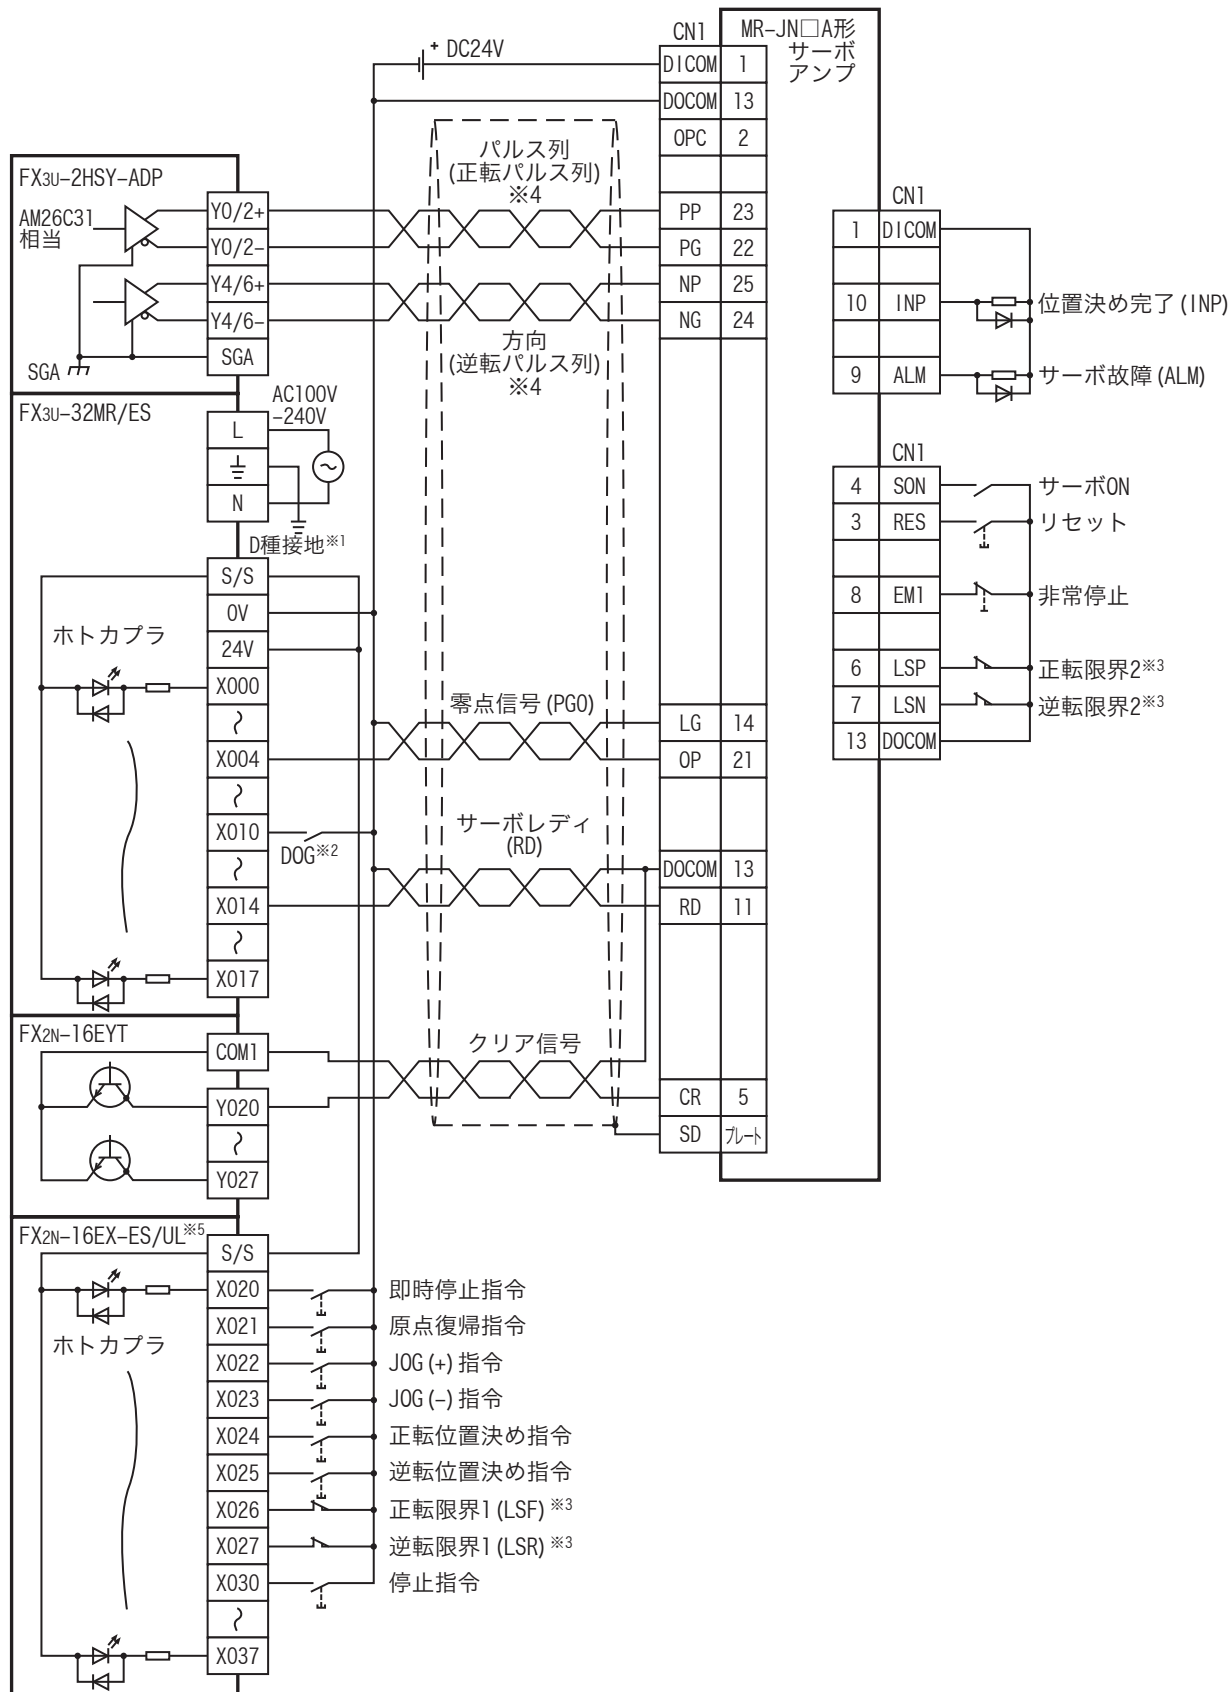 CN1
MR-JN□A形
サーボ
アンプ
+ DC24V
DICOM 1
DOCOM 13
OPC 2
パルス列
(正転パルス列)
※4
PP 23
PG 22
NP 25
NG 24
方向
(逆転パルス列)
※4
FX3U-2HSY-ADP
AM26C31
相当
Y0/2+
Y0/2-
Y4/6+
Y4/6-
SGA
SGA
FX3U-32MR/ES
AC100V
-240V
L
N
D種接地※1
S/S
0V
24V
ホトカプラ
X000
X004
X010
DOG※2
X014
X017
零点信号(PG0)
LG 14
OP 21
サーボレディ
(RD)
DOCOM 13
RD 11
FX2N-16EYT
COM1
Y020
Y027
クリア信号
CR 5
SD プレート
CN1
1 DICOM
10 INP 位置決め完了(INP)
9 ALM サーボ故障(ALM)
CN1
4 SON サーボON
3 RES リセット
8 EM1 非常停止
6 LSP 正転限界2※3
7 LSN 逆転限界2※3
13 DOCOM
FX2N-16EX-ES/UL※5
S/S
ホトカプラ
X020 即時停止指令
X021 原点復帰指令
X022 JOG(+)指令
X023 JOG(-)指令
X024 正転位置決め指令
X025 逆転位置決め指令
X026 正転限界1(LSF)※3
X027 逆転限界1(LSR)※3
X030 停止指令
X037